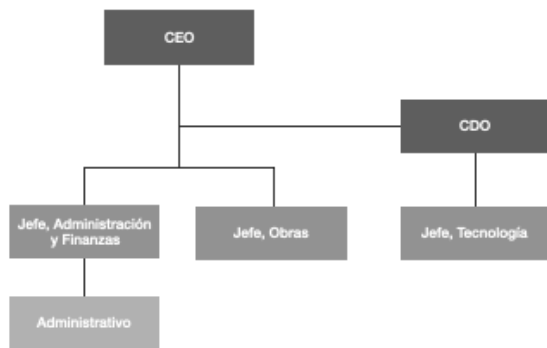 CEO
CDO
Jefe, Administración
y Finanzas
Jefe, Obras
Jefe, Tecnología
Administrativo